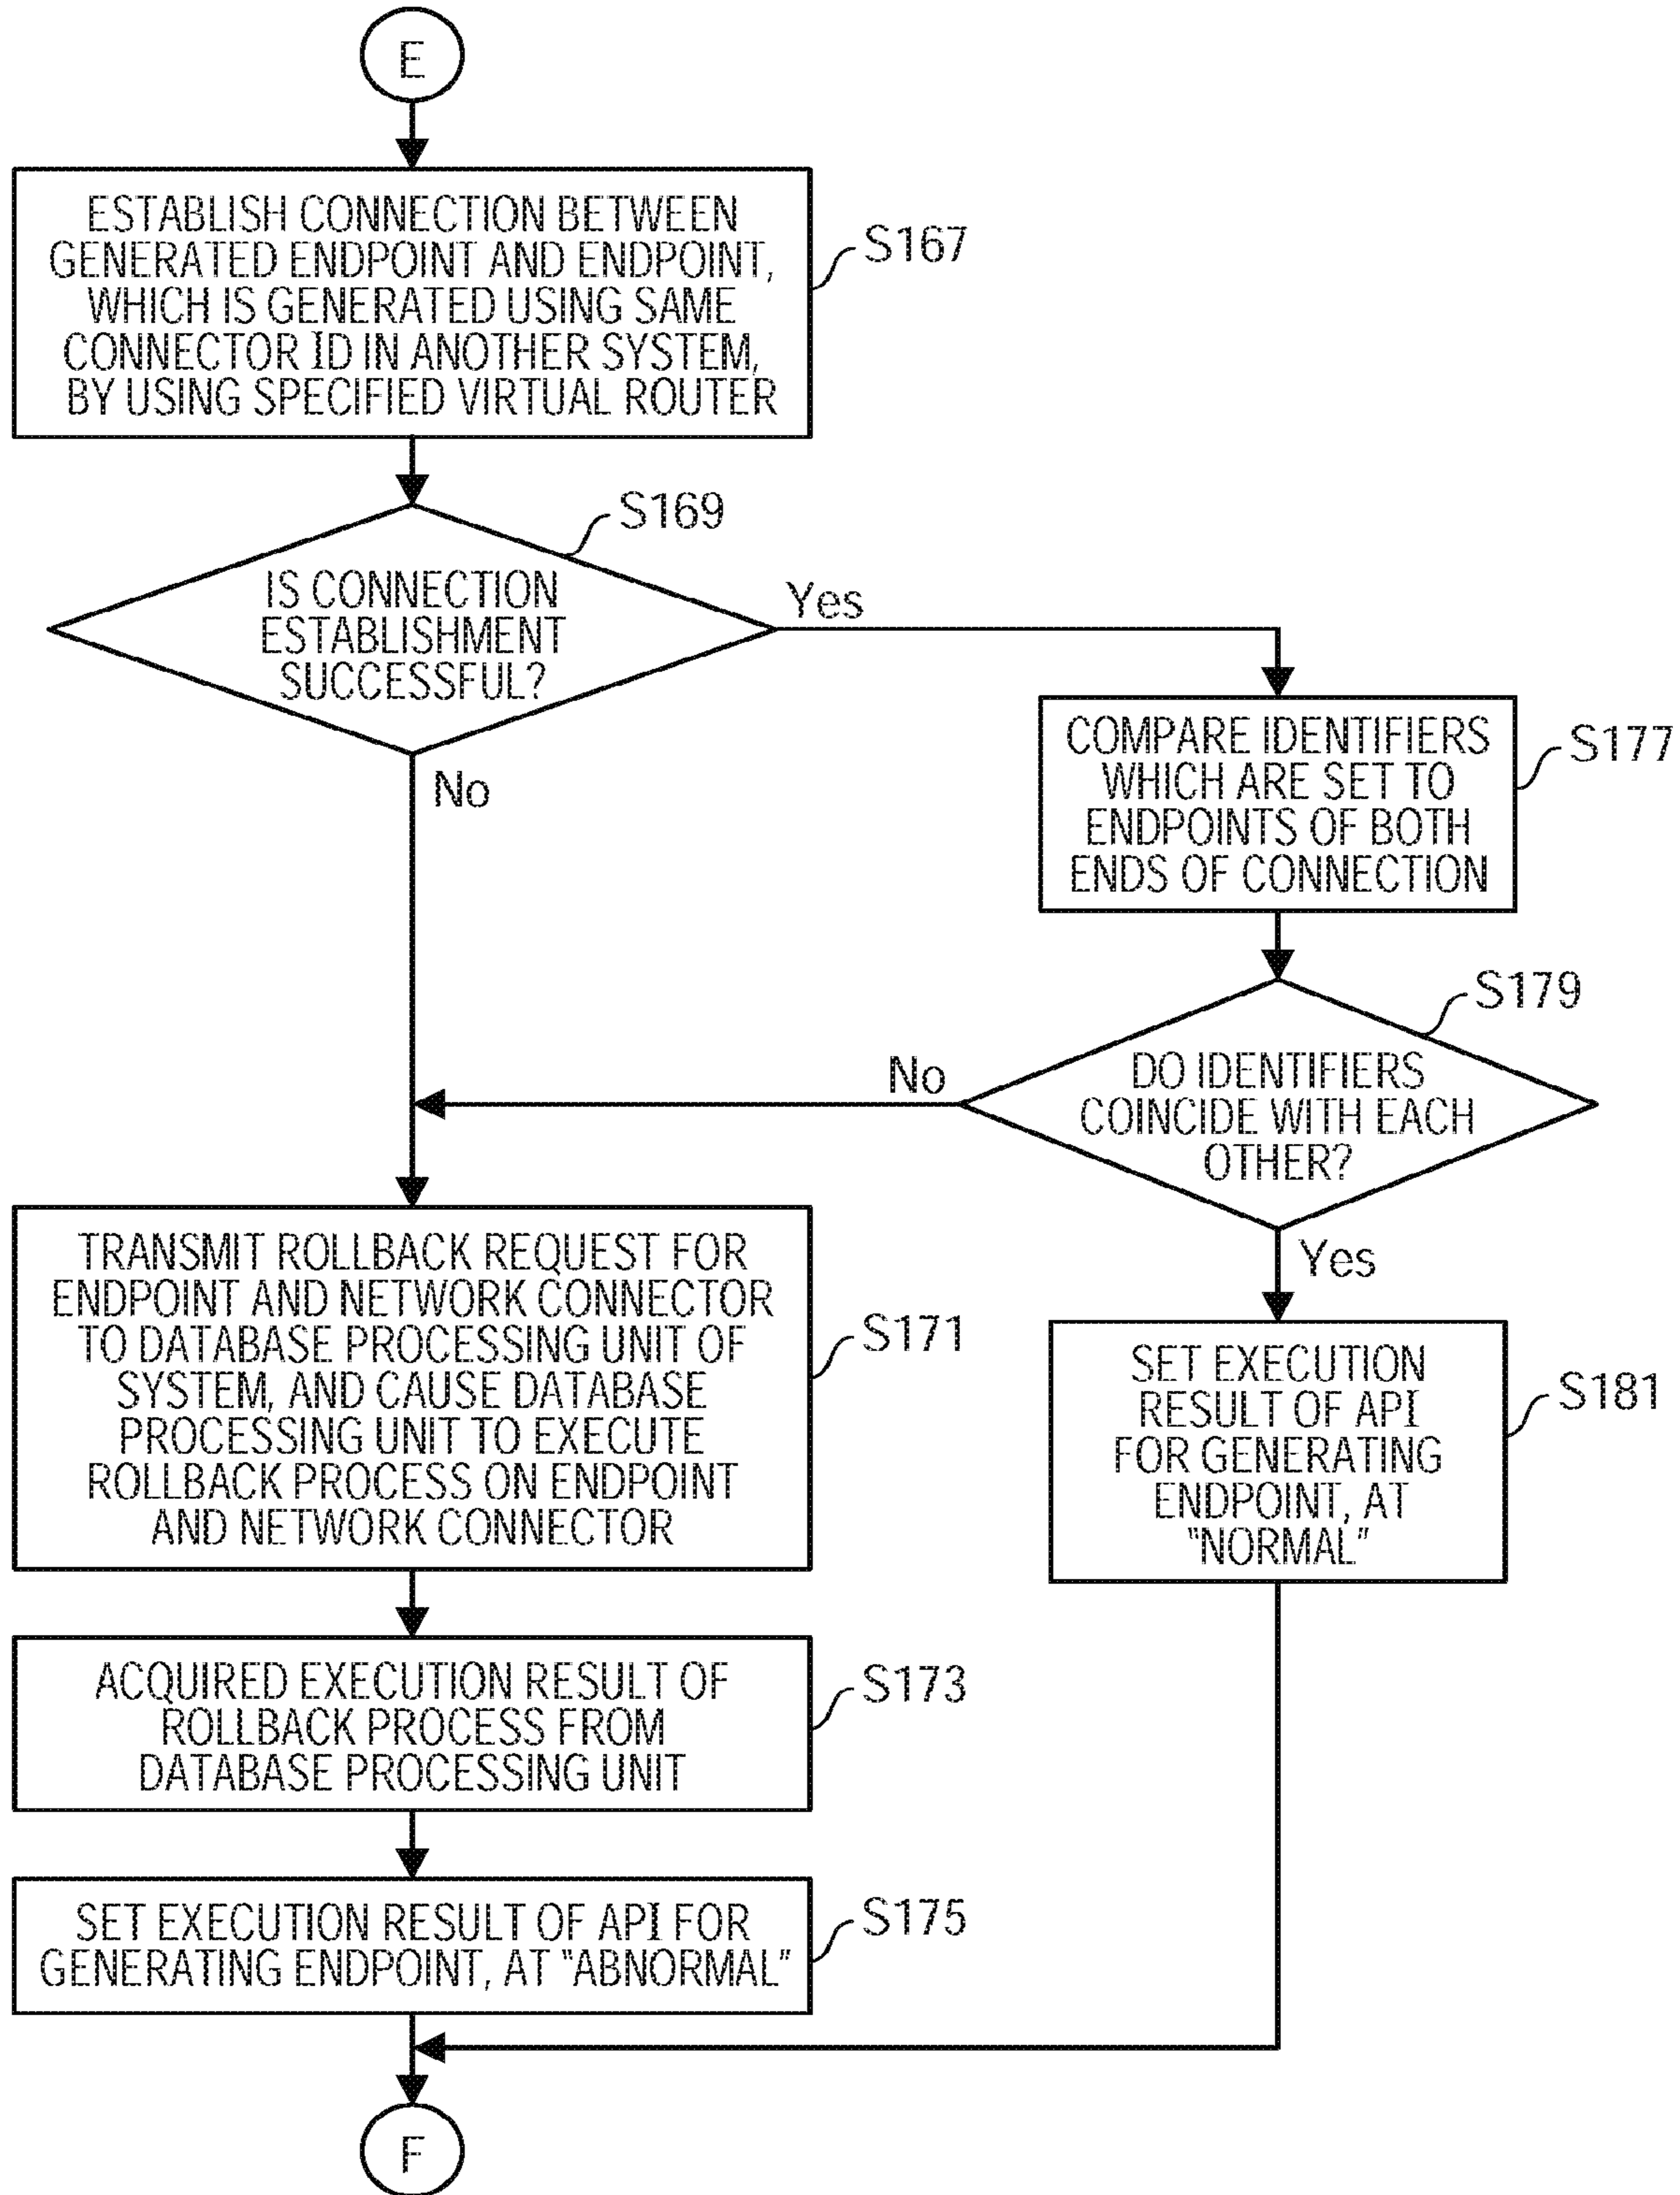 E
ESTABLISH CONNECTION BETWEEN
GENERATED ENDPOINT AND ENDPOINT,
WHICH IS GENERATED USING SAME
CONNECTOR ID IN ANOTHER SYSTEM,
BY USING SPECIFIED VIRTUAL ROUTER
S167
S169
IS CONNECTION
ESTABLISHMENT
SUCCESSFUL?
Yes
No
COMPARE IDENTIFIERS
WHICH ARE SET TO
ENDPOINTS OF BOTH
ENDS OF CONNECTION
S177
S179
DO IDENTIFIERS
COINCIDE WITH EACH
OTHER?
No
Yes
TRANSMIT ROLLBACK REQUEST FOR
ENDPOINT AND NETWORK CONNECTOR
TO DATABASE PROCESSING UNIT OF
SYSTEM, AND CAUSE DATABASE
PROCESSING UNIT TO EXECUTE
ROLLBACK PROCESS ON ENDPOINT
AND NETWORK CONNECTOR
S171
SET EXECUTION
RESULT OF API
FOR GENERATING
ENDPOINT, AT
"NORMAL"
S181
ACQUIRED EXECUTION RESULT OF
ROLLBACK PROCESS FROM
DATABASE PROCESSING UNIT
S173
SET EXECUTION RESULT OF API FOR
GENERATING ENDPOINT, AT "ABNORMAL"
S175
F